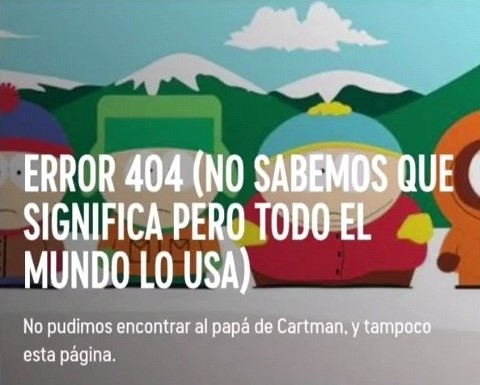 ERROR 404 (NO SABEMOS QUE
SIGNIFICA PERO TODO EL
MUNDO LO USA)
No pudimos encontrar al papá de Cartman, y tampoco
esta página.